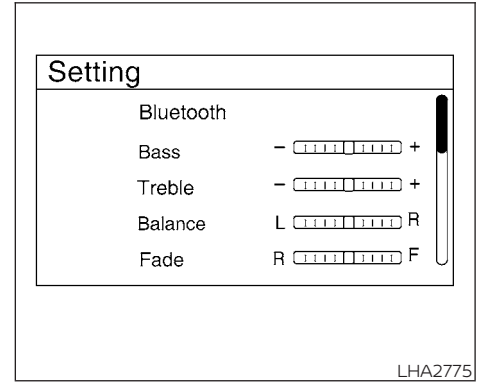 Setting
Bluetooth
Bass - +
Treble - +
Balance L R
Fade R F
LHA2775